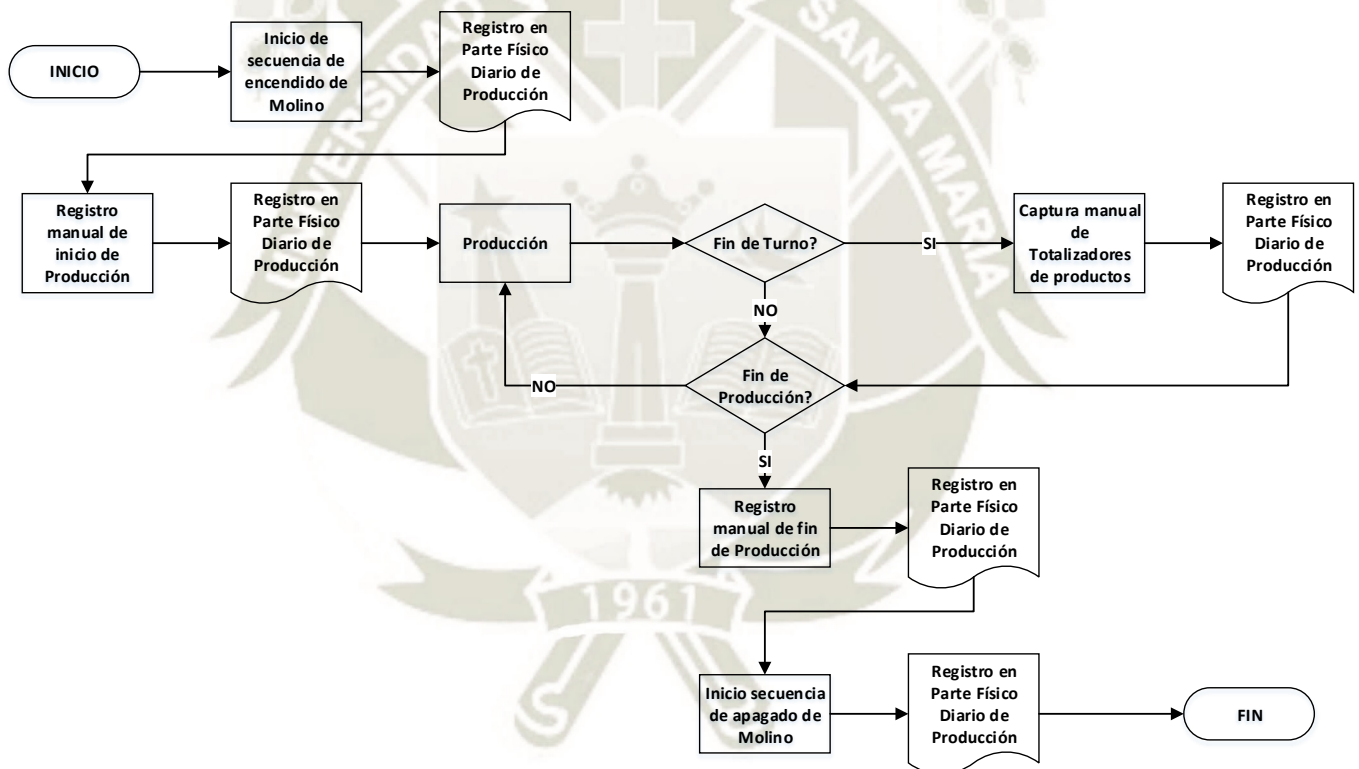 INICIO
Inicio de
secuencia de
encendido de
Molino
Registro en
Parte Físico
Diario de
Producción
Registro
manual de
inicio de
Producción
Registro en
Parte Físico
Diario de
Producción
Producción
Fin de Turno?
SI
Captura manual
de
Totalizadores
de productos
Registro en
Parte Físico
Diario de
Producción
NO
Fin de
Producción?
NO
SI
Registro
manual de fin
de Producción
Registro en
Parte Físico
Diario de
Producción
Inicio secuencia
de apagado de
Molino
Registro en
Parte Físico
Diario de
Producción
FIN
UNIVERSIDAD
SANTA MARIA
1961